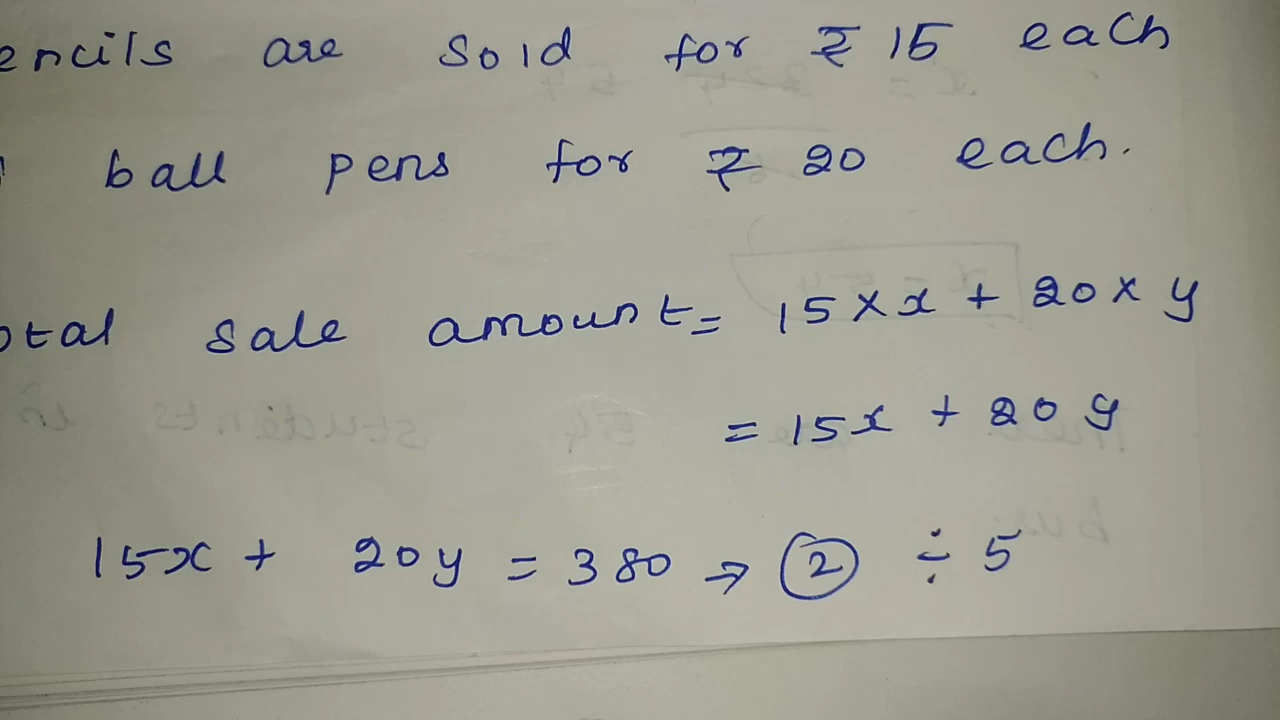 encils are sold for ₹ 15 each
ball pens for ₹ 20 each.
otal sale amount = 15 × x + 20 × y
= 15x + 20y
15x + 20y = 380 → ② ÷ 5